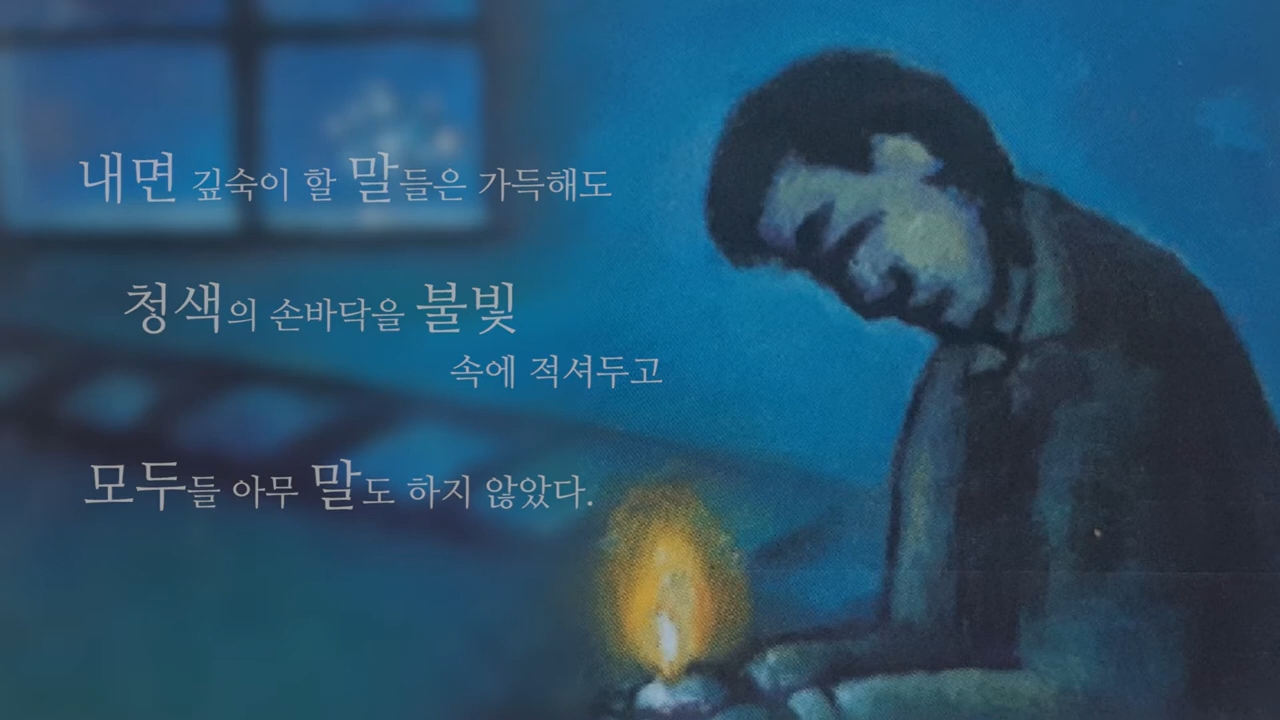 내면 깊숙이 할 말들은 가득해도
청색의 손바닥을 불빛
속에 적셔두고
모두들 아무 말도 하지 않았다.